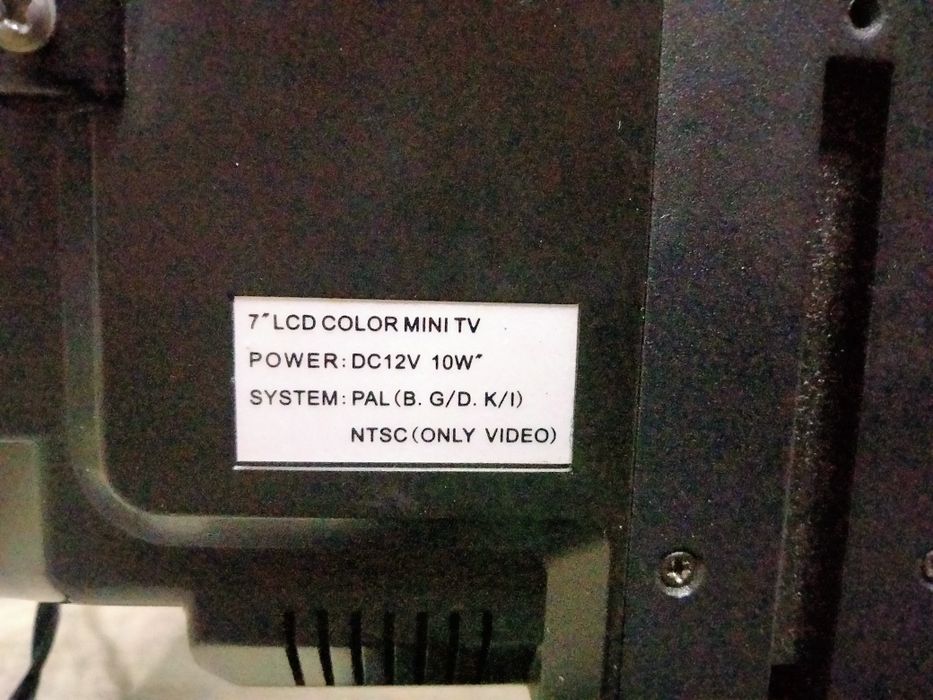 7"LCD COLOR MINI TV
POWER: DC12V 10W"
SYSTEM: PAL(B. G/D. K/I)
NTSC(ONLY VIDEO)